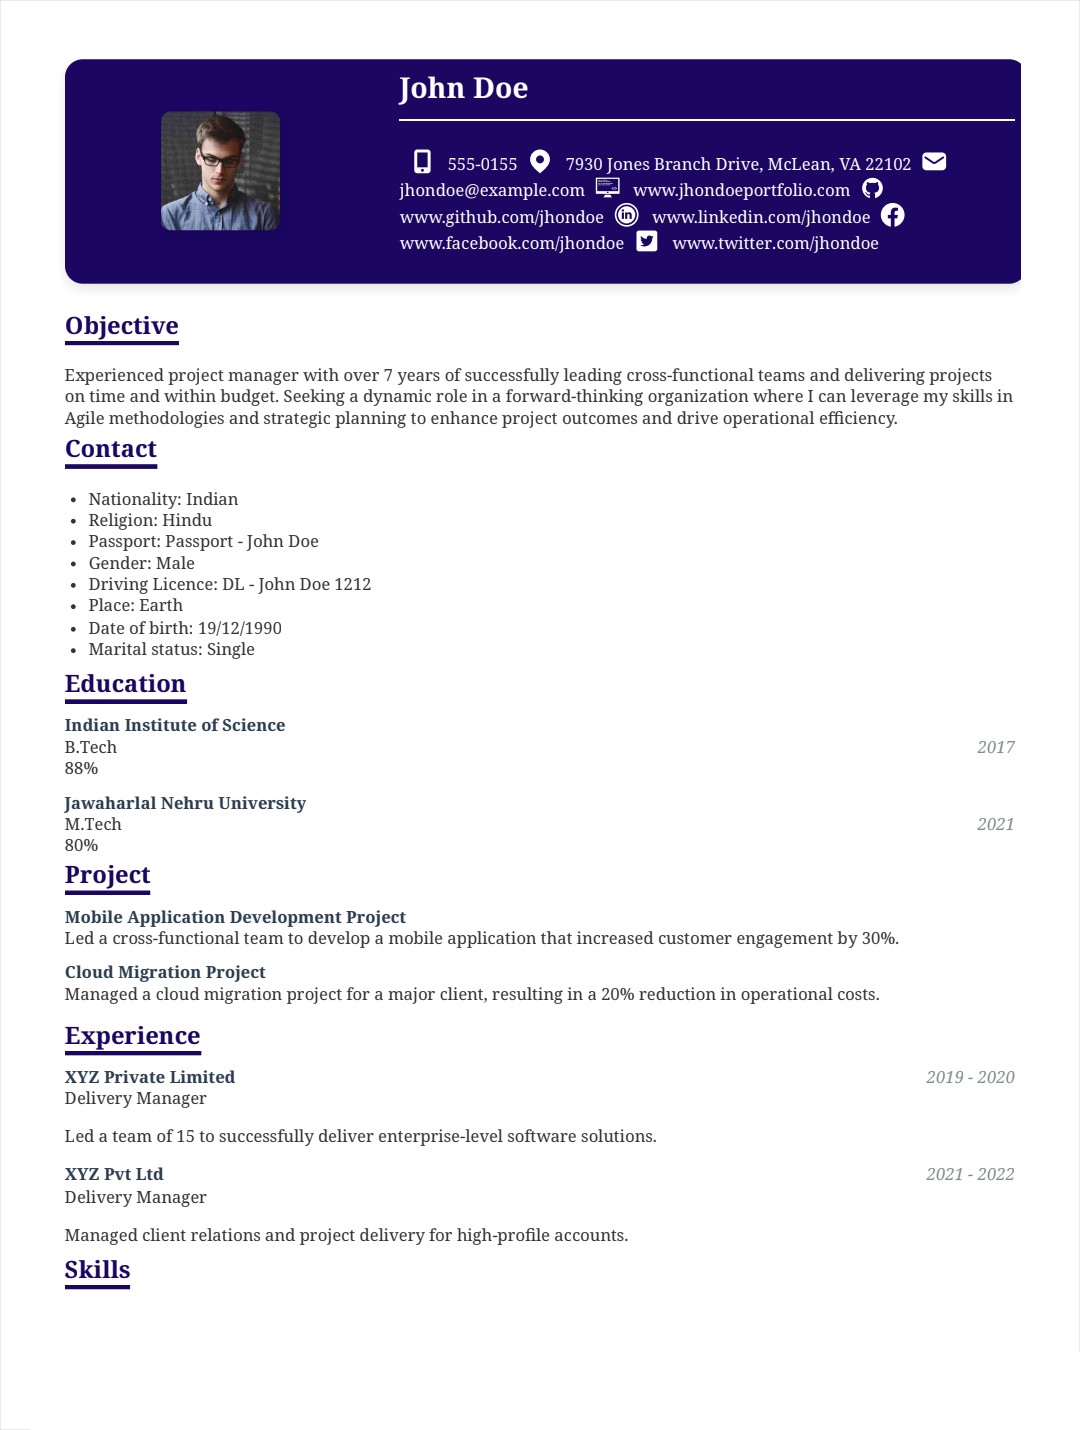 John Doe
555-0155 7930 Jones Branch Drive, McLean, VA 22102
jhondoe@example.com www.jhondoeportfolio.com
www.github.com/jhondoe www.linkedin.com/jhondoe
www.facebook.com/jhondoe www.twitter.com/jhondoe
Objective
Experienced project manager with over 7 years of successfully leading cross-functional teams and delivering projects
on time and within budget. Seeking a dynamic role in a forward-thinking organization where I can leverage my skills in
Agile methodologies and strategic planning to enhance project outcomes and drive operational efficiency.
Contact
• Nationality: Indian
• Religion: Hindu
• Passport: Passport - John Doe
• Gender: Male
• Driving Licence: DL - John Doe 1212
• Place: Earth
• Date of birth: 19/12/1990
• Marital status: Single
Education
Indian Institute of Science
B.Tech 2017
88%
Jawaharlal Nehru University
M.Tech 2021
80%
Project
Mobile Application Development Project
Led a cross-functional team to develop a mobile application that increased customer engagement by 30%.
Cloud Migration Project
Managed a cloud migration project for a major client, resulting in a 20% reduction in operational costs.
Experience
XYZ Private Limited 2019 - 2020
Delivery Manager
Led a team of 15 to successfully deliver enterprise-level software solutions.
XYZ Pvt Ltd 2021 - 2022
Delivery Manager
Managed client relations and project delivery for high-profile accounts.
Skills